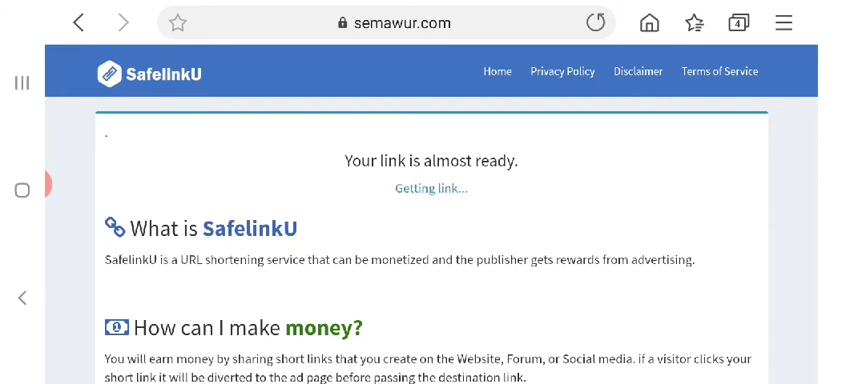 semawur.com
4
SafelinkU
Home Privacy Policy Disclaimer Terms of Service
.
Your link is almost ready.
Getting link...
What is SafelinkU
SafelinkU is a URL shortening service that can be monetized and the publisher gets rewards from advertising.
How can I make money?
You will earn money by sharing short links that you create on the Website, Forum, or Social media. if a visitor clicks your
short link it will be diverted to the ad page before passing the destination link.